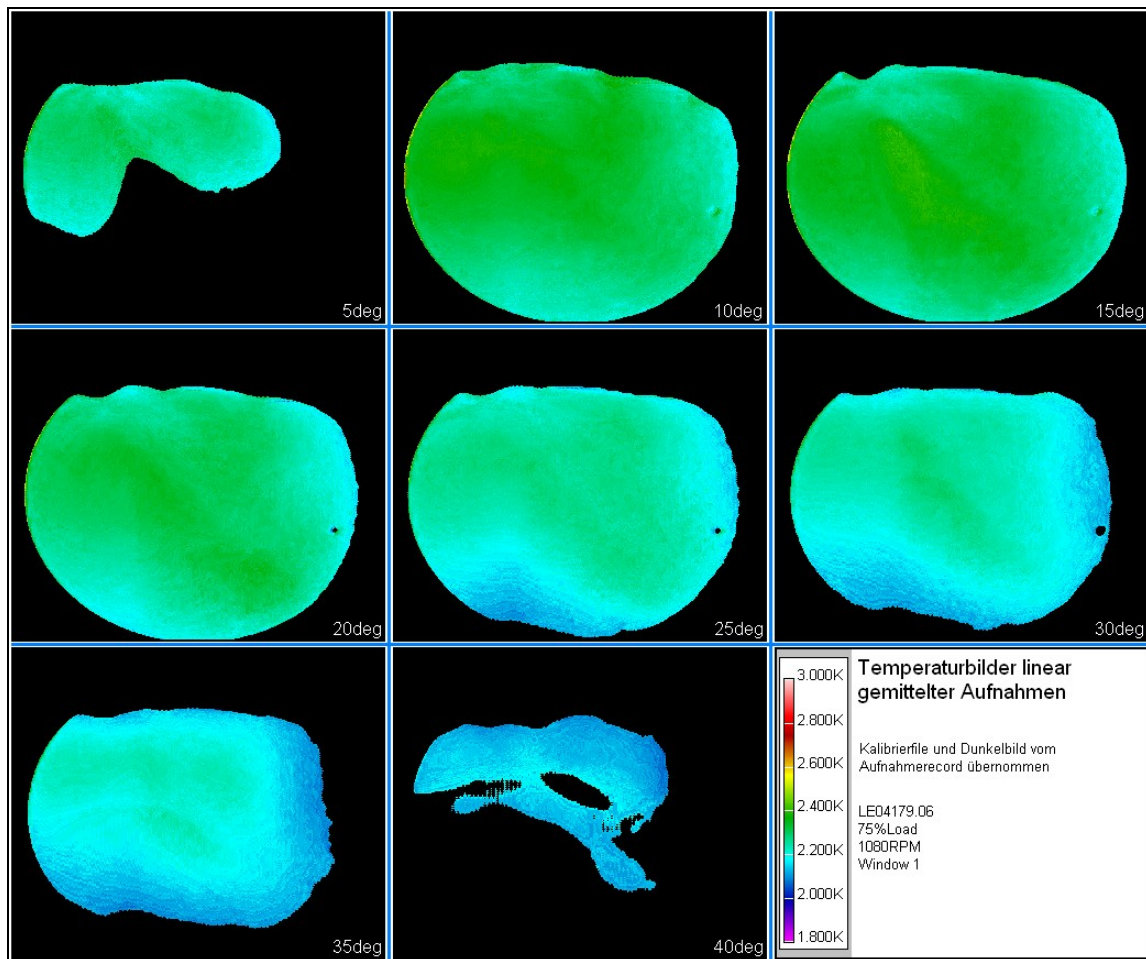 5deg
10deg
15deg
20deg
25deg
30deg
35deg
40deg
3.000K
2.800K
2.600K
2.400K
2.200K
2.000K
1.800K
Temperaturbilder linear
gemittelter Aufnahmen
Kalibrierfile und Dunkelbild vom
Aufnahmerecord übernommen
LE04179.06
75%Load
1080RPM
Window 1